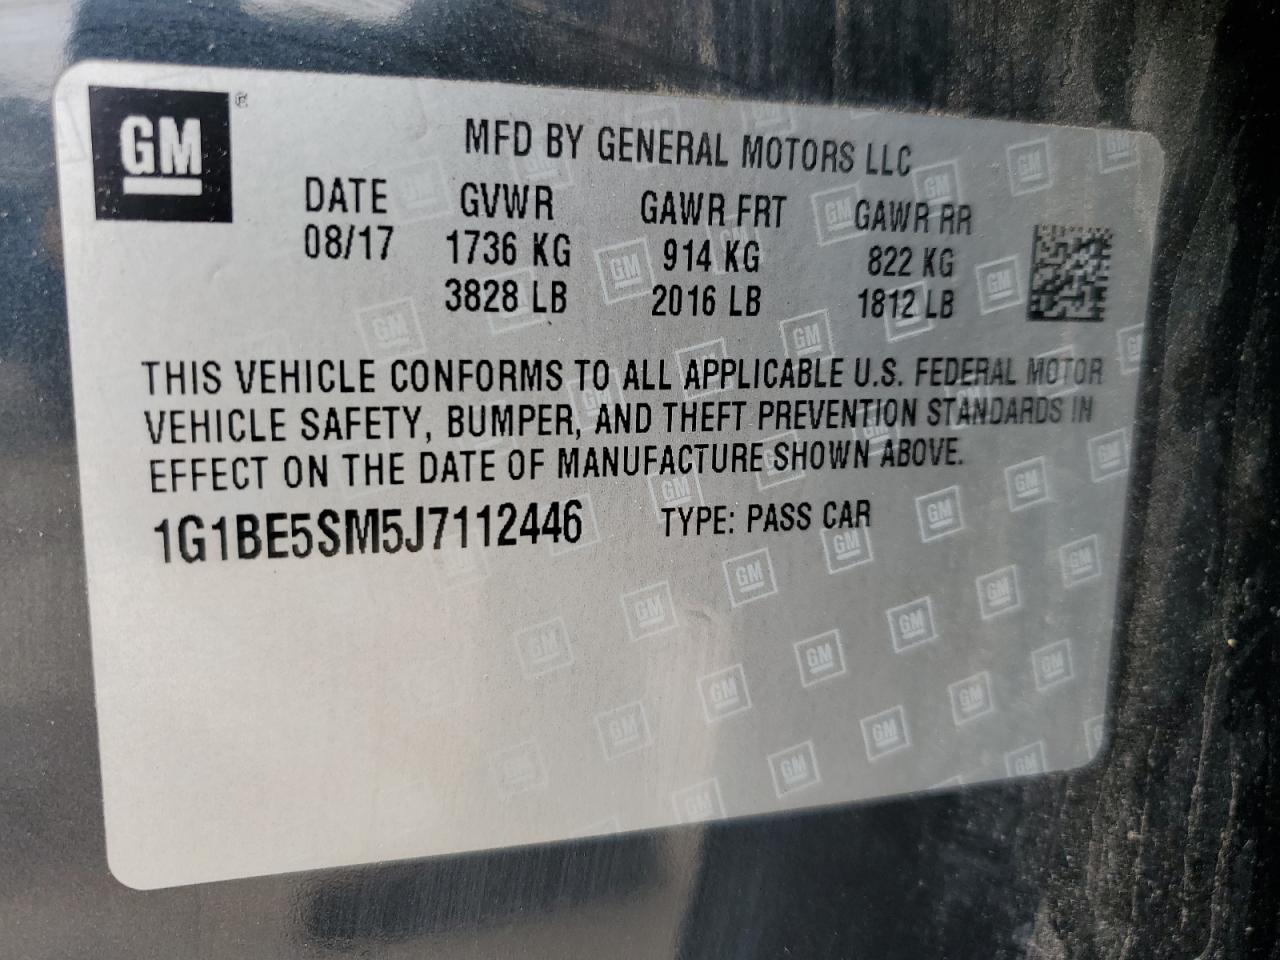 GM ®
MFD BY GENERAL MOTORS LLC
DATE GVWR GAWR FRT GAWR RR
08/17 1736 KG 914 KG 822 KG
3828 LB 2016 LB 1812 LB
THIS VEHICLE CONFORMS TO ALL APPLICABLE U.S. FEDERAL MOTOR
VEHICLE SAFETY, BUMPER, AND THEFT PREVENTION STANDARDS IN
EFFECT ON THE DATE OF MANUFACTURE SHOWN ABOVE.
1G1BE5SM5J7112446 TYPE: PASS CAR